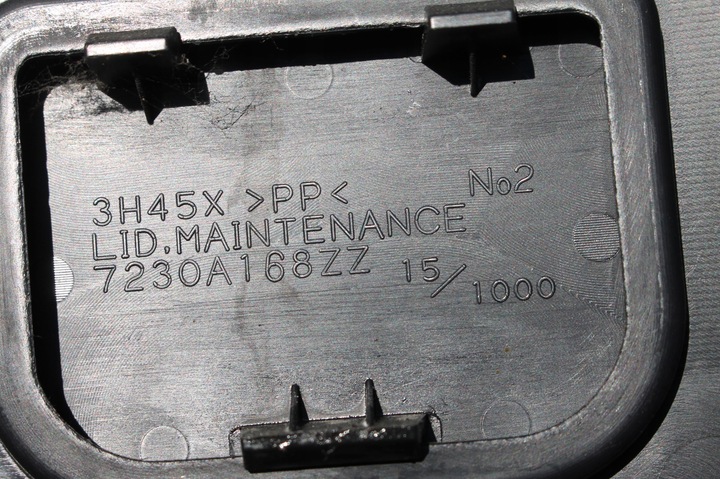 3H45X >PP< No2
LID.MAINTENANCE
7230A168ZZ 15/1000